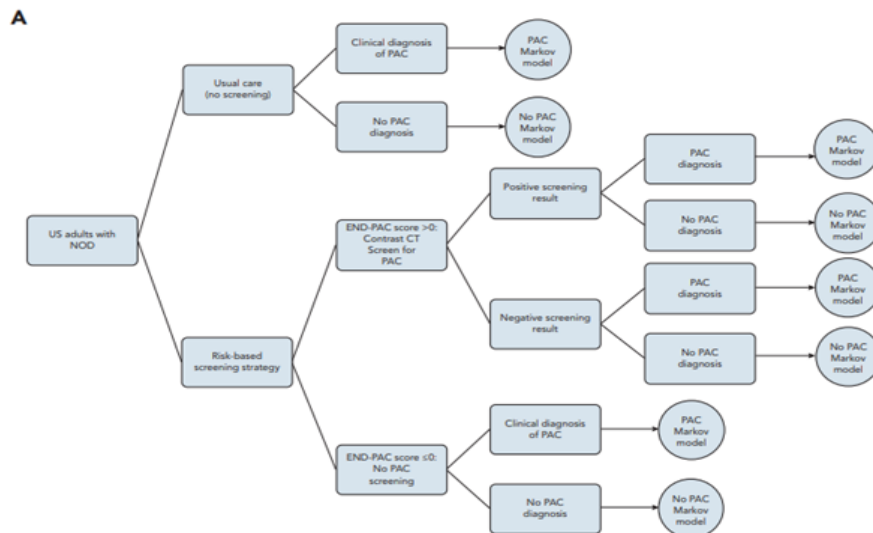 A
Clinical diagnosis
of PAC
PAC
Markov
model
Usual care
(no screening)
No PAC
diagnosis
No PAC
Markov
model
PAC
diagnosis
PAC
Markov
model
Positive screening
result
No PAC
diagnosis
No PAC
Markov
model
US adults with
NOD
END-PAC score >0:
Contrast CT
Screen for
PAC
PAC
diagnosis
PAC
Markov
model
Negative screening
result
No PAC
diagnosis
No PAC
Markov
model
Risk-based
screening strategy
Clinical diagnosis
of PAC
PAC
Markov
model
END-PAC score ≤0:
No PAC
screening
No PAC
diagnosis
No PAC
Markov
model